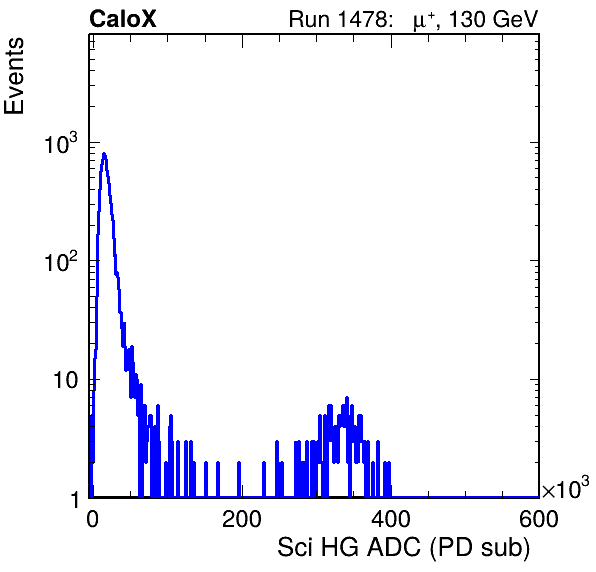 CaloX Run 1478: μ⁺, 130 GeV
Events
10³
10²
10
1
0 200 400 600
×10³
Sci HG ADC (PD sub)